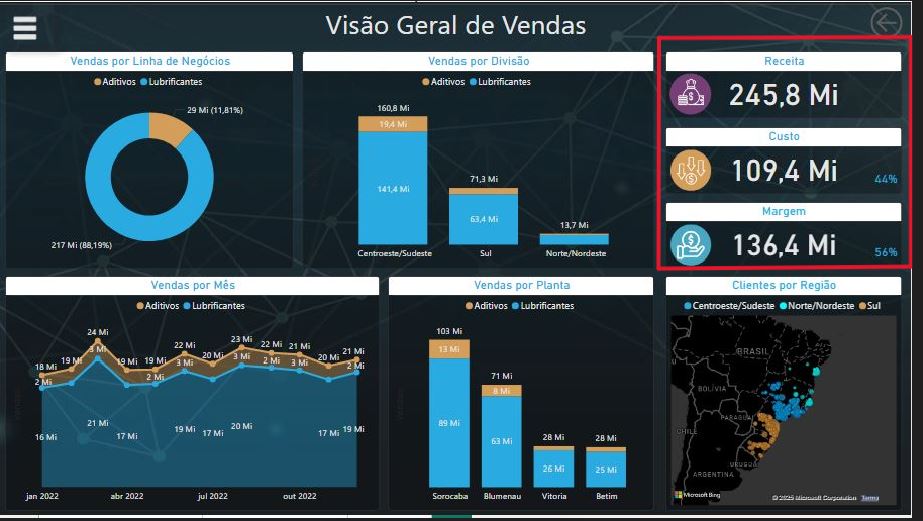 Visão Geral de Vendas
Vendas por Linha de Negócios
Aditivos Lubrificantes
29 Mi (11,81%)
217 Mi (88,19%)
Vendas por Divisão
Aditivos Lubrificantes
160,8 Mi
19,4 Mi
141,4 Mi
71,3 Mi
63,4 Mi
13,7 Mi
Centroeste/Sudeste Sul Norte/Nordeste
Receita
245,8 Mi
Custo
109,4 Mi
44%
Margem
136,4 Mi
56%
Vendas por Mês
Aditivos Lubrificantes
18 Mi 19 Mi 24 Mi 19 Mi 19 Mi 22 Mi 20 Mi 23 Mi 22 Mi 21 Mi 20 Mi 21 Mi
2 Mi 3 Mi 2 Mi 3 Mi 3 Mi 2 Mi 3 Mi 2 Mi
16 Mi 21 Mi 17 Mi 19 Mi 17 Mi 20 Mi 17 Mi 19 Mi
jan 2022 abr 2022 jul 2022 out 2022
Vendas por Planta
Aditivos Lubrificantes
103 Mi
13 Mi
89 Mi
71 Mi
8 Mi
63 Mi
28 Mi
26 Mi
28 Mi
25 Mi
Sorocaba Blumenau Vitoria Betim
Clientes por Região
Centroeste/Sudeste Norte/Nordeste Sul
BRASIL
BOLÍVIA
PARAGUAI
CHILE
URUGUAI
ARGENTINA
Microsoft Bing
© 2025 Microsoft Corporation Terms